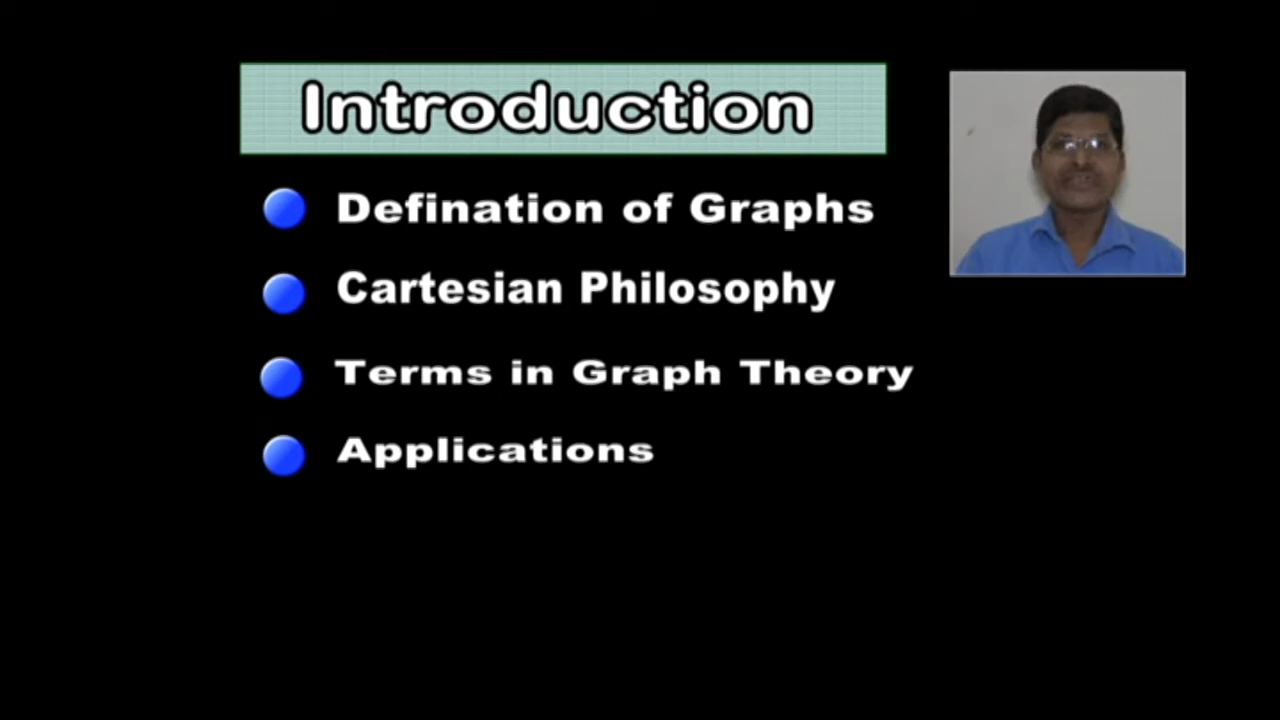 Introduction
Defination of Graphs
Cartesian Philosophy
Terms in Graph Theory
Applications